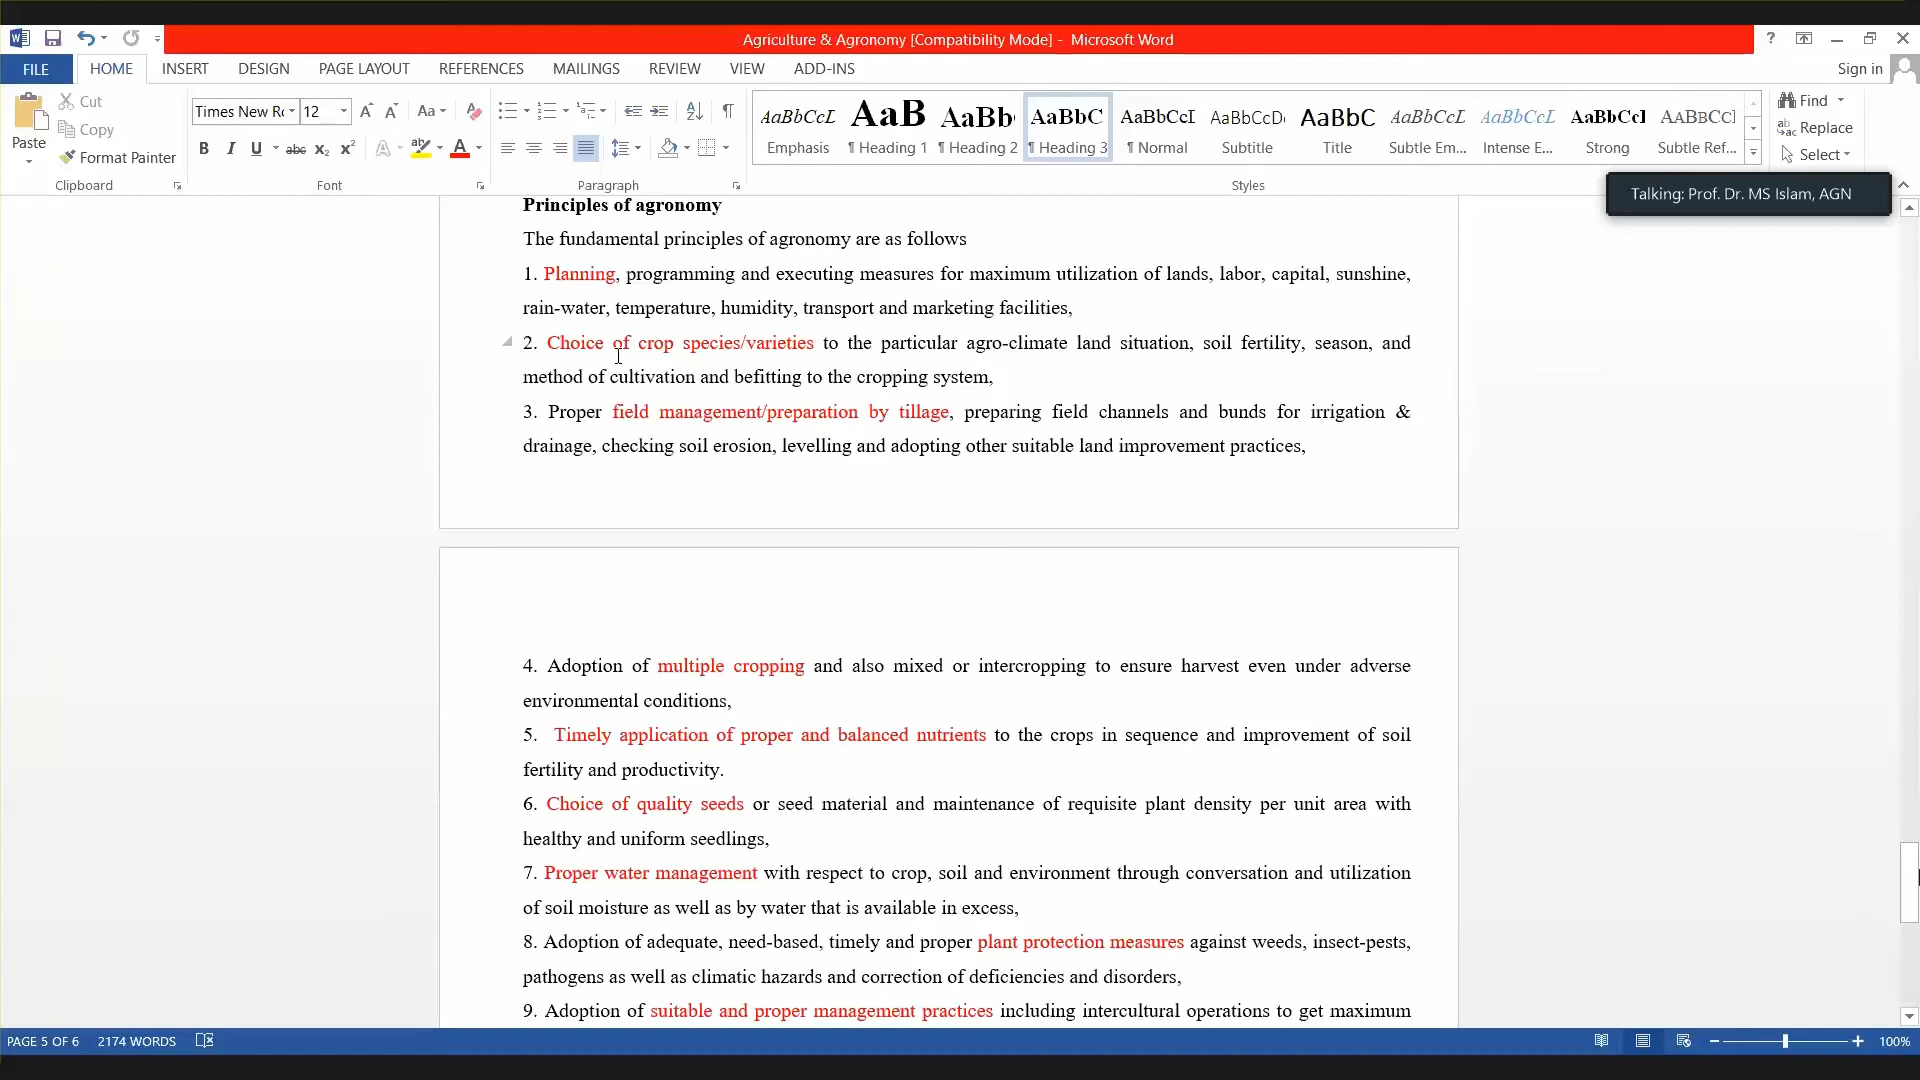 Agriculture & Agronomy [Compatibility Mode] - Microsoft Word
FILE HOME INSERT DESIGN PAGE LAYOUT REFERENCES MAILINGS REVIEW VIEW ADD-INS Sign in
Paste Cut
Copy
Format Painter
Clipboard
Times New Ro 12
Font
Paragraph
AaBbCcL AaB AaBb AaBbC AaBbCcI AaBbCcD AaBbC AaBbCcL AaBbCcL AaBbCcI AaBbCcI
Emphasis ¶ Heading 1 ¶ Heading 2 ¶ Heading 3 ¶ Normal Subtitle Title Subtle Em... Intense E... Strong Subtle Ref...
Styles
Find
Replace
Select
Talking: Prof. Dr. MS Islam, AGN
Principles of agronomy
The fundamental principles of agronomy are as follows
1. Planning, programming and executing measures for maximum utilization of lands, labor, capital, sunshine,
rain-water, temperature, humidity, transport and marketing facilities,
2. Choice of crop species/varieties to the particular agro-climate land situation, soil fertility, season, and
method of cultivation and befitting to the cropping system,
3. Proper field management/preparation by tillage, preparing field channels and bunds for irrigation &
drainage, checking soil erosion, levelling and adopting other suitable land improvement practices,
4. Adoption of multiple cropping and also mixed or intercropping to ensure harvest even under adverse
environmental conditions,
5. Timely application of proper and balanced nutrients to the crops in sequence and improvement of soil
fertility and productivity.
6. Choice of quality seeds or seed material and maintenance of requisite plant density per unit area with
healthy and uniform seedlings,
7. Proper water management with respect to crop, soil and environment through conversation and utilization
of soil moisture as well as by water that is available in excess,
8. Adoption of adequate, need-based, timely and proper plant protection measures against weeds, insect-pests,
pathogens as well as climatic hazards and correction of deficiencies and disorders,
9. Adoption of suitable and proper management practices including intercultural operations to get maximum
PAGE 5 OF 6 2174 WORDS 100%